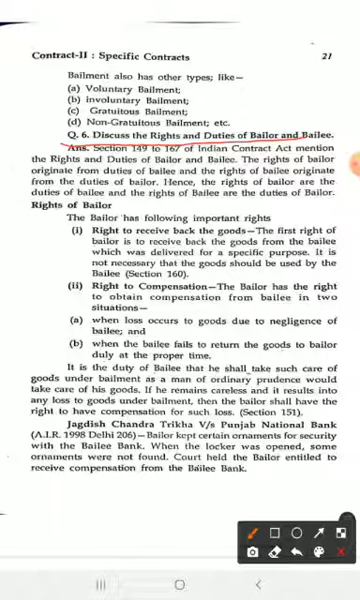 Contract-II : Specific Contracts 21
Bailment also has other types; like—
(a) Voluntary Bailment;
(b) involuntary Bailment;
(c) Gratuitous Bailment;
(d) Non-Gratuitous Bailment; etc.
Q. 6. Discuss the Rights and Duties of Bailor and Bailee.
Ans. Section 149 to 167 of Indian Contract Act mention
the Rights and Duties of Bailor and Bailee. The rights of bailor
originate from duties of bailee and the rights of bailee originate
from the duties of bailor. Hence, the rights of bailor are the
duties of bailee and the rights of Bailee are the duties of Bailor.
Rights of Bailor
The Bailor has following important rights
(i) Right to receive back the goods—The first right of
bailor is to receive back the goods from the bailee
which was delivered for a specific purpose. It is
not necessary that the goods should be used by the
Bailee (Section 160).
(ii) Right to Compensation—The Bailor has the right
to obtain compensation from bailee in two
situations—
(a) when loss occurs to goods due to negligence of
bailee; and
(b) when the bailee fails to return the goods to bailor
duly at the proper time.
It is the duty of Bailee that he shall take such care of
goods under bailment as a man of ordinary prudence would
take care of his goods. If he remains careless and it results into
any loss to goods under bailment, then the bailor shall have the
right to have compensation for such loss. (Section 151).
Jagdish Chandra Trikha V/s Punjab National Bank
(A.I.R. 1998 Delhi 206)—Bailor kept certain ornaments for security
with the Bailee Bank. When the locker was opened, some
ornaments were not found. Court held the Bailor entitled to
receive compensation from the Bailee Bank.